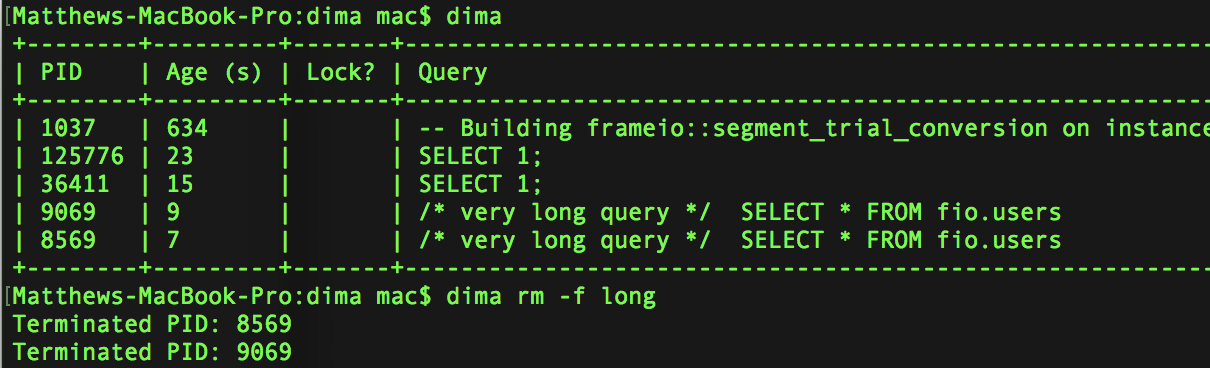 [Matthews-MacBook-Pro:dima mac$ dima
+--------+---------+-------+----------------------------------------------------------
| PID    | Age (s) | Lock? | Query
+--------+---------+-------+----------------------------------------------------------
| 1037   | 634     |       | -- Building frameio::segment_trial_conversion on instance
| 125776 | 23      |       | SELECT 1;
| 36411  | 15      |       | SELECT 1;
| 9069   | 9       |       | /* very long query */  SELECT * FROM fio.users
| 8569   | 7       |       | /* very long query */  SELECT * FROM fio.users
+--------+---------+-------+----------------------------------------------------------
[Matthews-MacBook-Pro:dima mac$ dima rm -f long
Terminated PID: 8569
Terminated PID: 9069